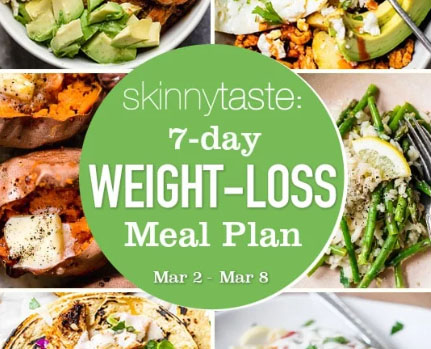 skinnytaste:
7-day
WEIGHT-LOSS
Meal Plan
Mar 2 - Mar 8